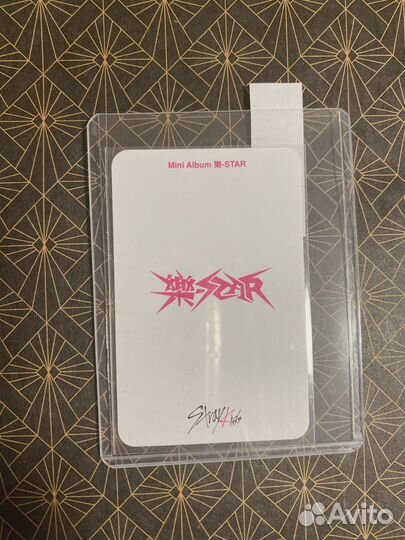 Mini Album 樂-STAR
樂-STAR
Stray Kids
Avito